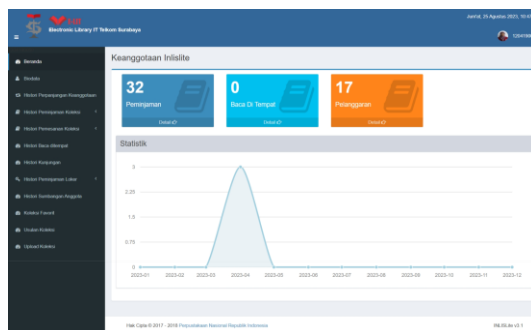 Jum'at, 25 Agustus 2023, 10:47
Electronic Library IT Telkom Surabaya
Beranda
Biodata
Histori Perpanjangan Keanggotaan
Histori Peminjaman Koleksi
Histori Pemesanan Koleksi
Histori Baca ditempat
Histori Kunjungan
Histori Peminjaman Loker
Histori Sumbangan Anggota
Koleksi Favorit
Usulan Koleksi
Upload Koleksi
Keanggotaan Inlislite
32
Peminjaman
Detail
0
Baca Di Tempat
Detail
17
Pelanggaran
Detail
Statistik
3
2.25
1.5
0.75
0
2023-01 2023-02 2023-03 2023-04 2023-05 2023-06 2023-07 2023-08 2023-09 2023-10 2023-11 2023-12
Hak Cipta © 2017 - 2019 Perpustakaan Nasional Republik Indonesia
INLISLite v3.1